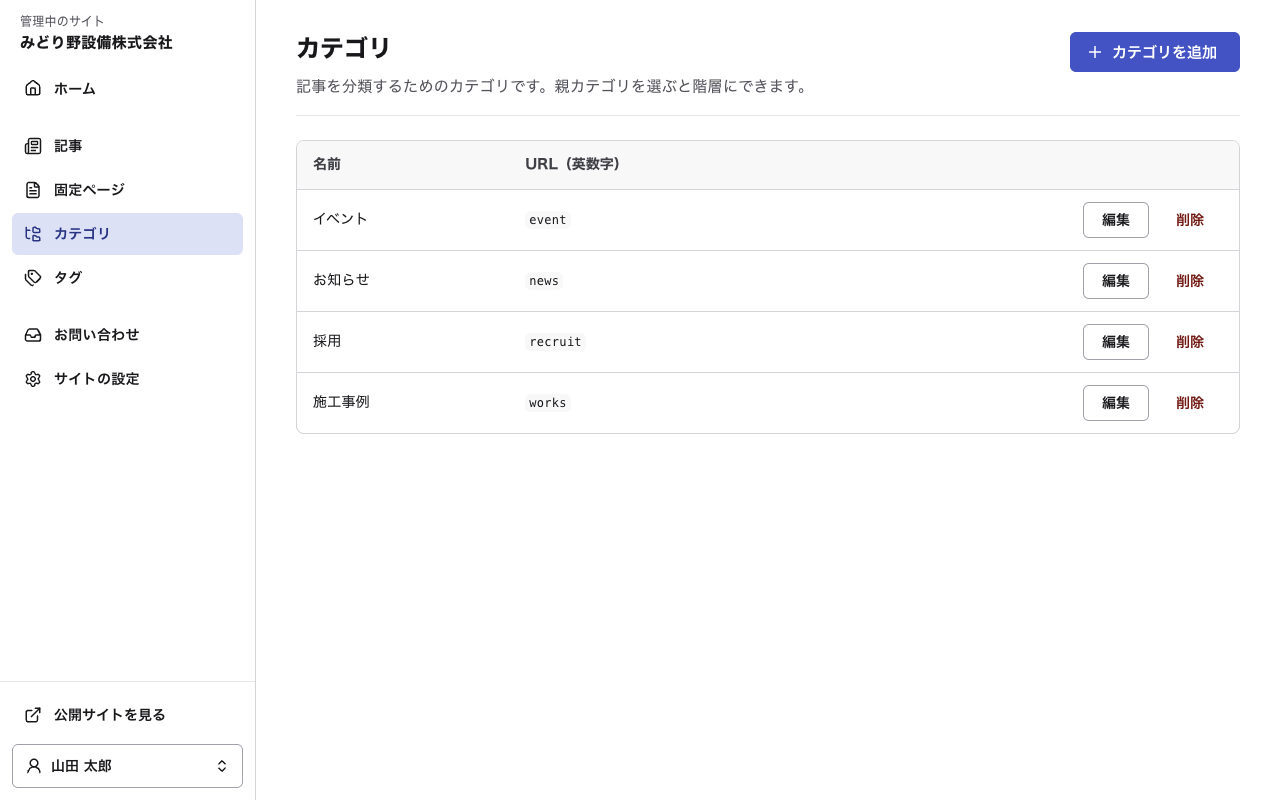 管理中のサイト
みどり野設備株式会社
ホーム
記事
固定ページ
カテゴリ
タグ
お問い合わせ
サイトの設定
公開サイトを見る
山田 太郎
カテゴリ
カテゴリを追加
記事を分類するためのカテゴリです。親カテゴリを選ぶと階層にできます。
名前 URL（英数字）
イベント event 編集 削除
お知らせ news 編集 削除
採用 recruit 編集 削除
施工事例 works 編集 削除